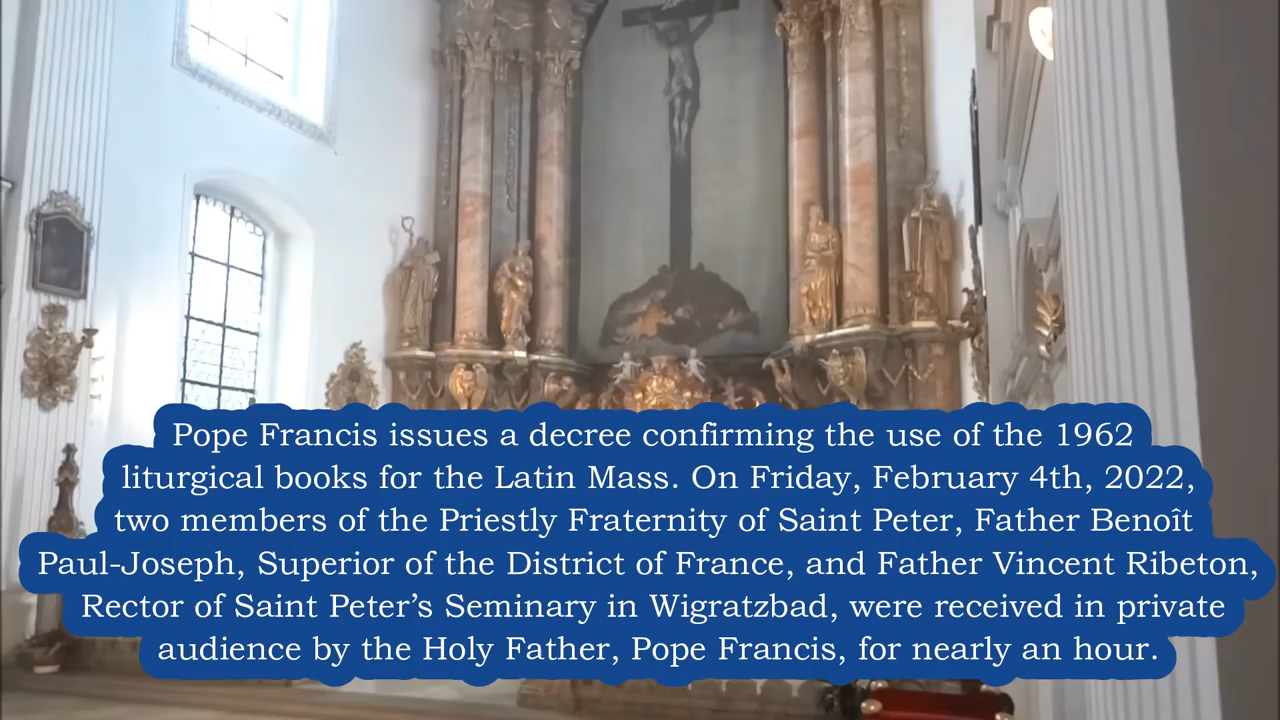 Pope Francis issues a decree confirming the use of the 1962
liturgical books for the Latin Mass. On Friday, February 4th, 2022,
two members of the Priestly Fraternity of Saint Peter, Father Benoît
Paul-Joseph, Superior of the District of France, and Father Vincent Ribeton,
Rector of Saint Peter’s Seminary in Wigratzbad, were received in private
audience by the Holy Father, Pope Francis, for nearly an hour.